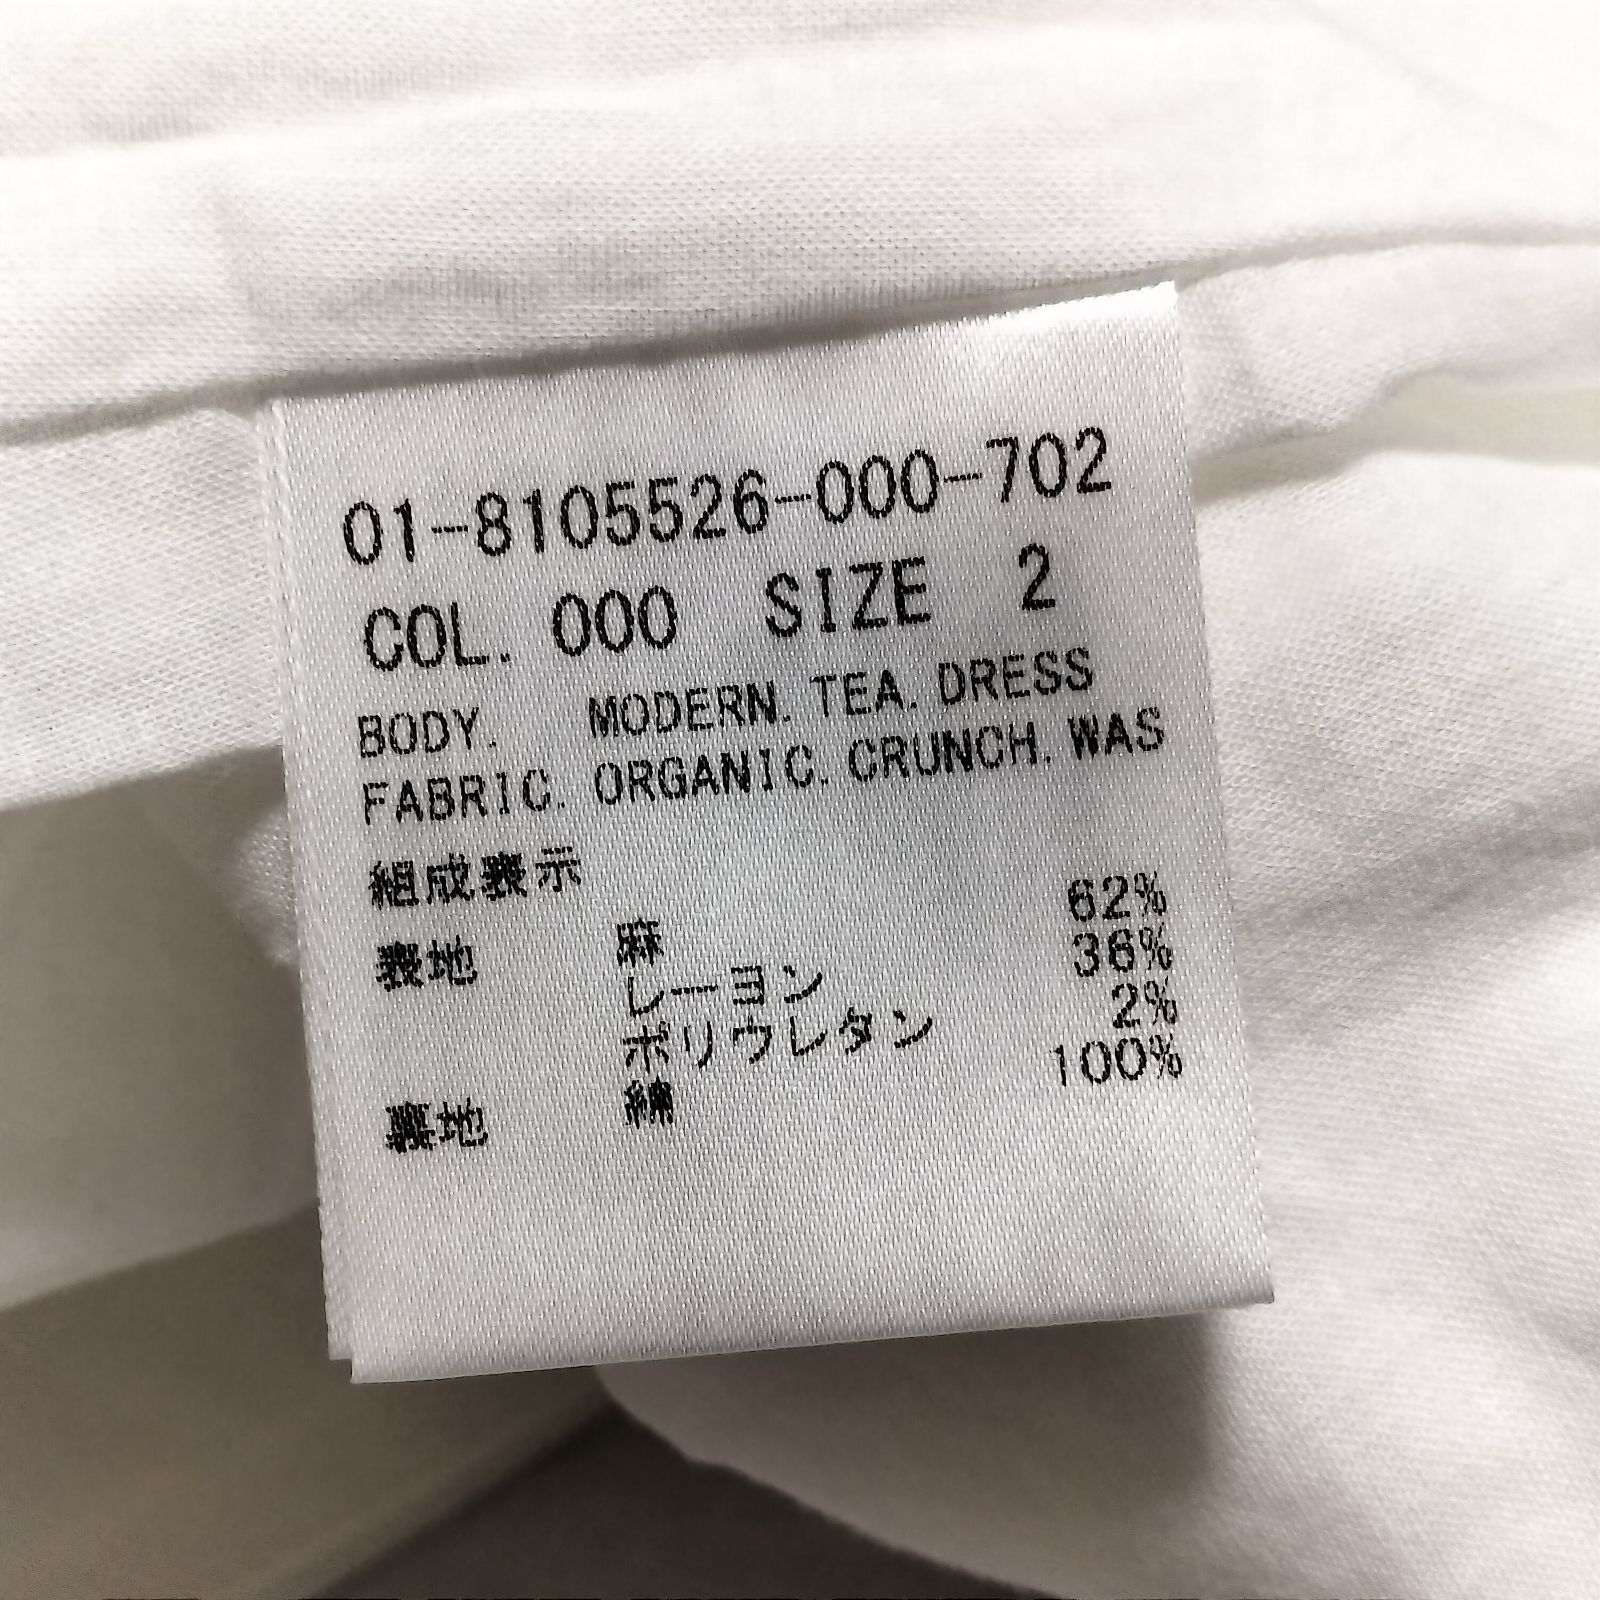 01-8105526-000-702
COL. 000 SIZE 2
BODY. MODERN. TEA. DRESS
FABRIC. ORGANIC. CRUNCH. WAS
組成表示
表地 麻 62%
レーヨン 36%
ポリウレタン 2%
裏地 綿 100%